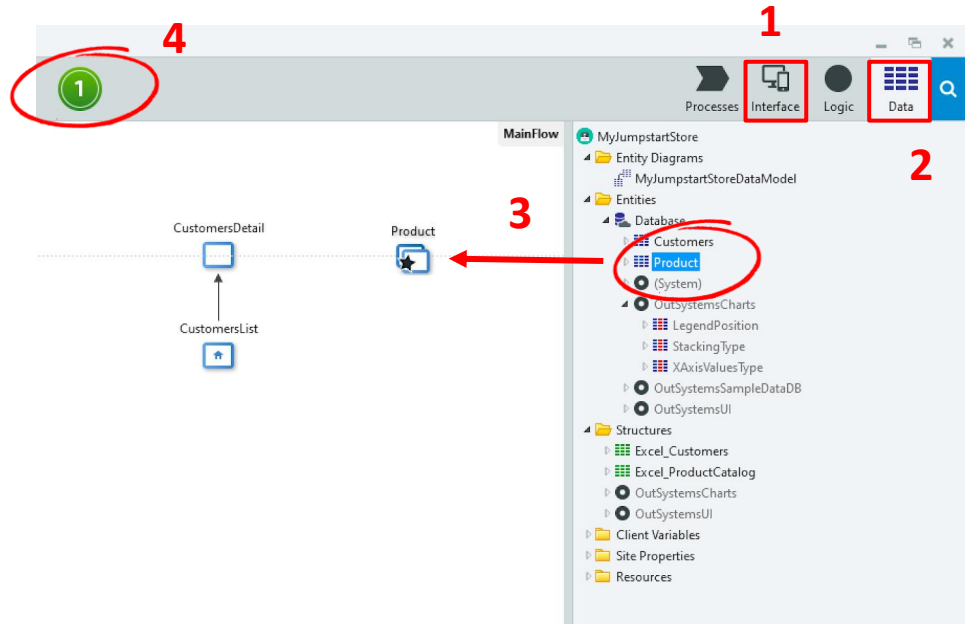 4
1
1
Processes
Interface
Logic
Data
MainFlow
2
CustomersDetail
3
Product
CustomersList
MyJumpstartStore
Entity Diagrams
MyJumpstartStoreDataModel
Entities
Database
Customers
Product
(System)
OutSystemsCharts
LegendPosition
StackingType
XAxisValuesType
OutSystemsSampleDataDB
OutSystemsUI
Structures
Excel_Customers
Excel_ProductCatalog
OutSystemsCharts
OutSystemsUI
Client Variables
Site Properties
Resources